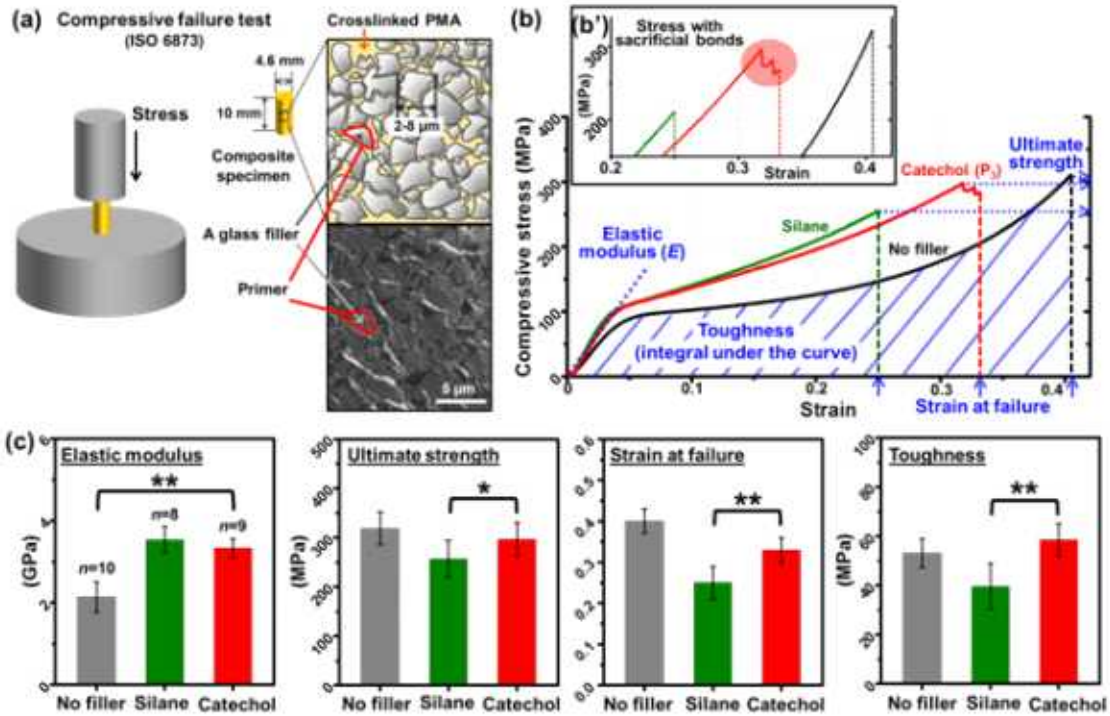 (a)
Compressive failure test
(ISO 6873)
Crosslinked PMA
4.6 mm
10 mm
Stress
2-8 μm
Composite
specimen
A glass filler
Primer
5 μm
(b)
(b')
Stress with
sacrificial bonds
(MPa)
300
200
0.2
0.3
0.4
Strain
Compressive stress (MPa)
400
300
200
100
0
Ultimate
strength
Catechol (P3)
Silane
Elastic
modulus (E)
No filler
Toughness
(integral under the curve)
0
0.1
0.2
0.3
0.4
Strain
Strain at failure
(c)
Elastic modulus
**
n=10
n=8
n=9
(GPa)
6
4
2
0
No filler
Silane
Catechol
Ultimate strength
*
(MPa)
500
400
300
200
100
0
No filler
Silane
Catechol
Strain at failure
**
0.6
0.5
0.4
0.3
0.2
0.1
0.0
No filler
Silane
Catechol
Toughness
**
(MPa)
100
80
60
40
20
0
No filler
Silane
Catechol